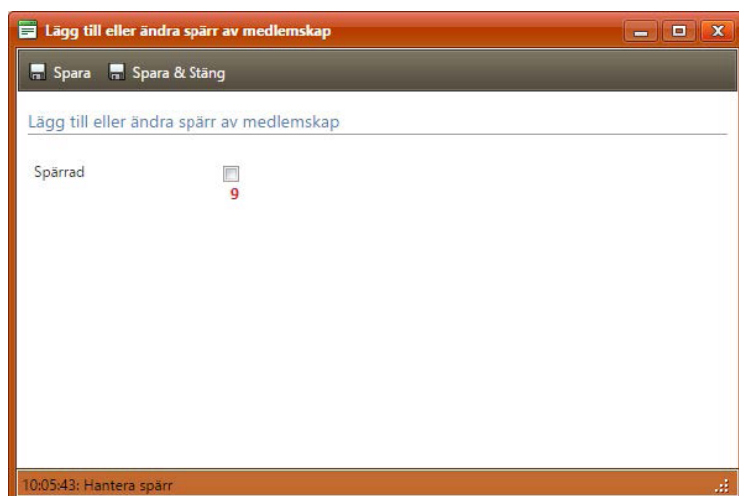 Lägg till eller ändra spärr av medlemskap
Spara Spara & Stäng
Lägg till eller ändra spärr av medlemskap
Spärrad
9
10:05:43: Hantera spärr